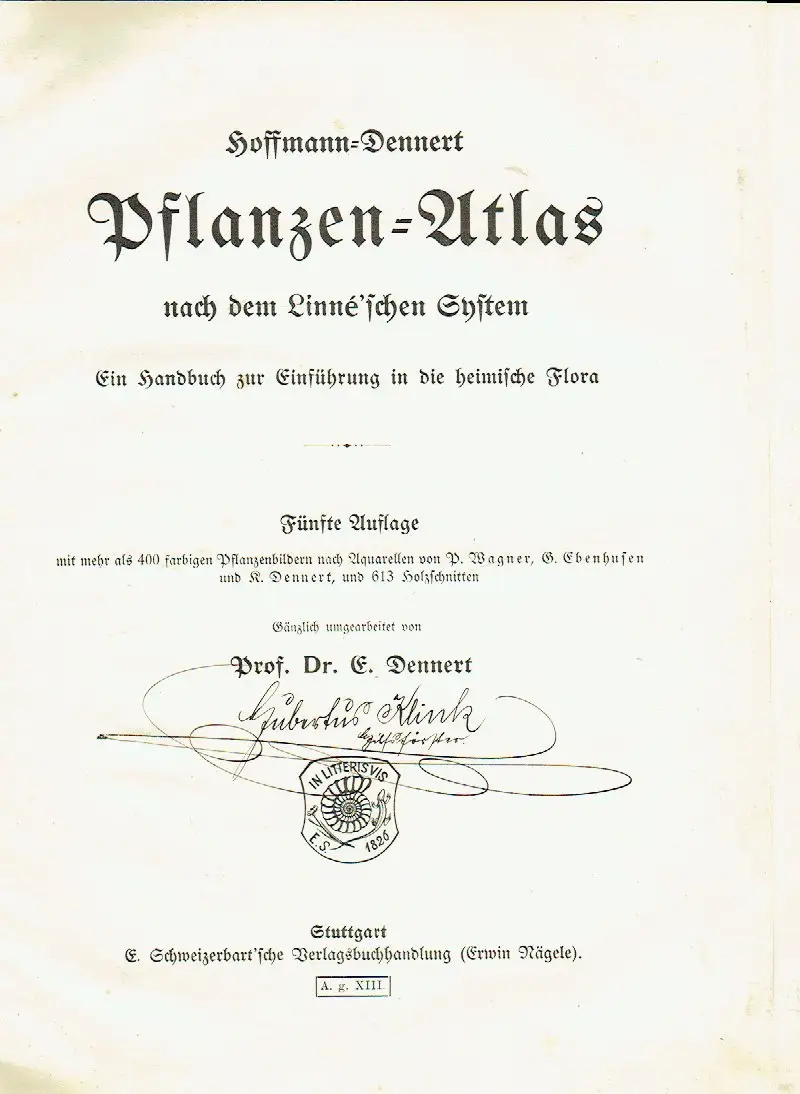 Hoffmann-Dennert
Pflanzen-Atlas
nach dem Linné'schen System
Ein Handbuch zur Einführung in die heimische Flora
Fünfte Auflage
mit mehr als 400 farbigen Pflanzenbildern nach Aquarellen von P. Wagner, G. Ebenhusen
und K. Dennert, und 613 Holzschnitten
Gänzlich umgearbeitet von
Prof. Dr. E. Dennert
Hubertus Klink
Hilfsförster.
IN LITTERIS VIS
E. S. 1826
Stuttgart
E. Schweizerbart'sche Verlagsbuchhandlung (Erwin Nägele).
A. g. XIII